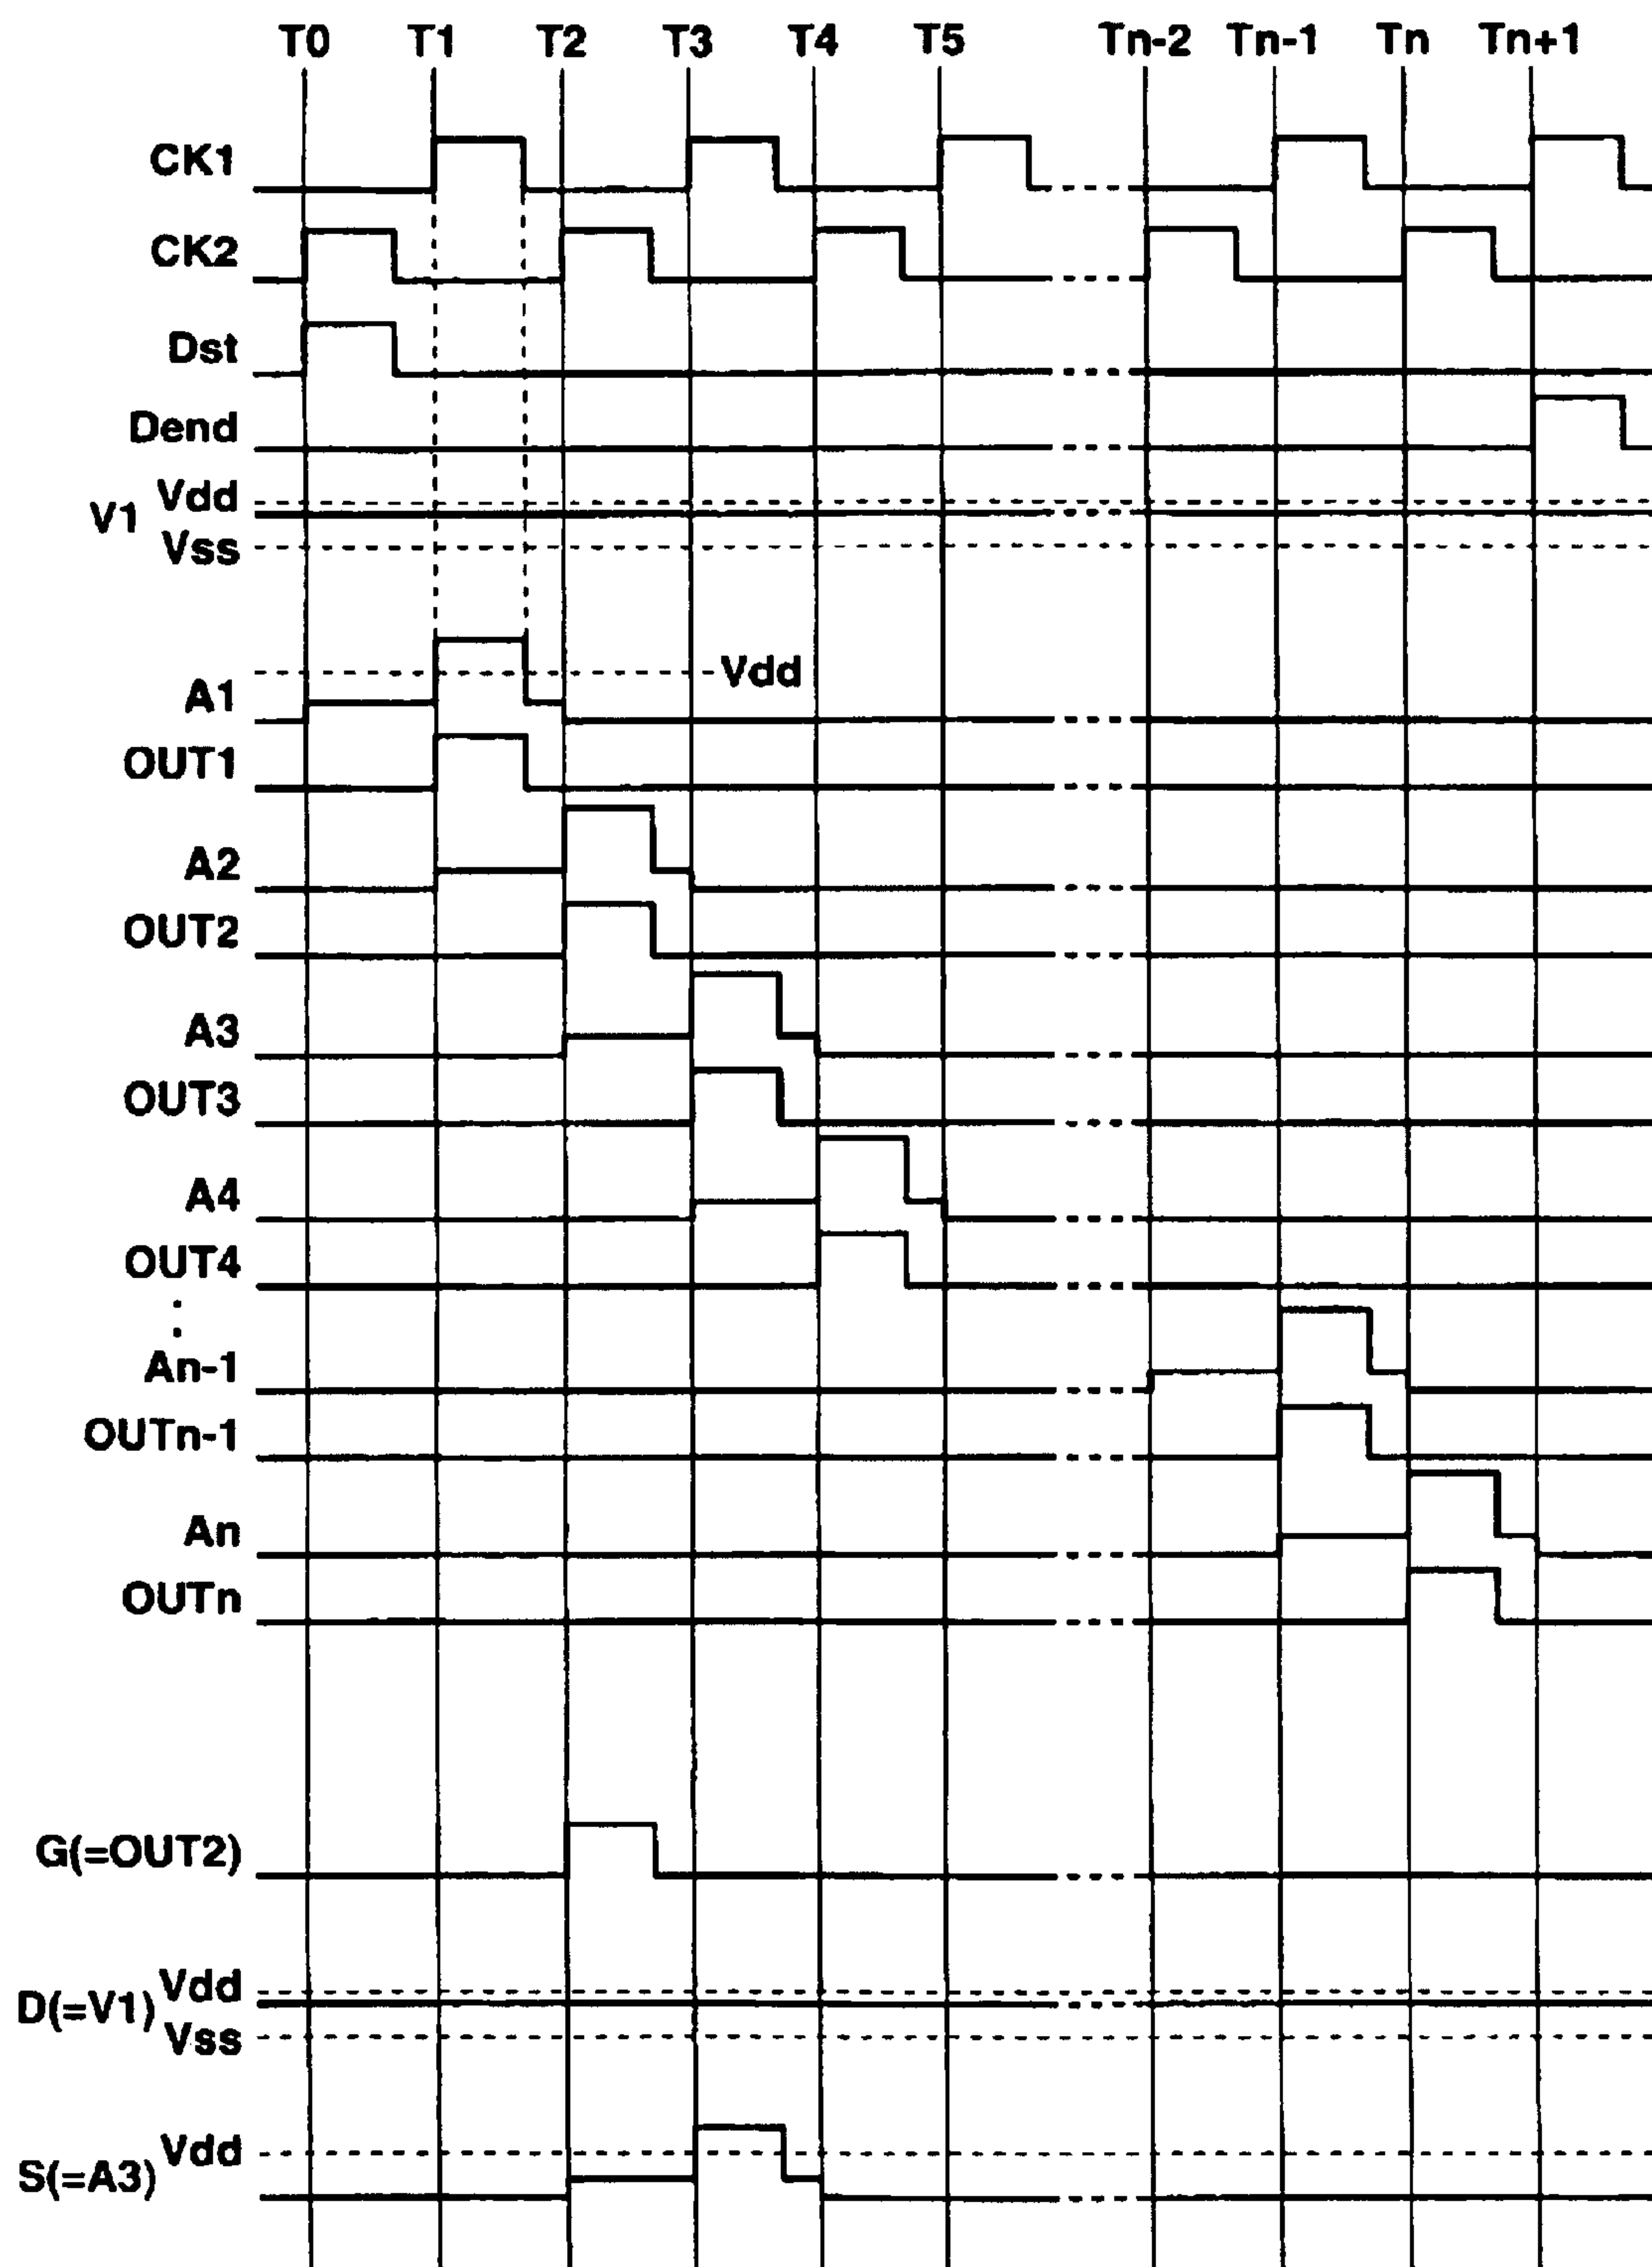 T0 T1 T2 T3 T4 T5 Tn-2 Tn-1 Tn Tn+1
CK1
CK2
Dst
Dend
Vdd
V1
Vss
Vdd
A1
OUT1
A2
OUT2
A3
OUT3
A4
OUT4
:
An-1
OUTn-1
An
OUTn
G(=OUT2)
Vdd
D(=V1)
Vss
Vdd
S(=A3)